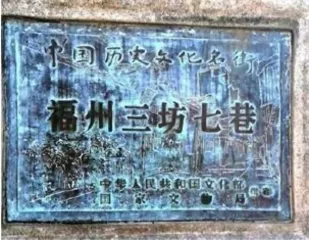 中国历史文化名街
福州三坊七巷
中华人民共和国文化部
国家文物局